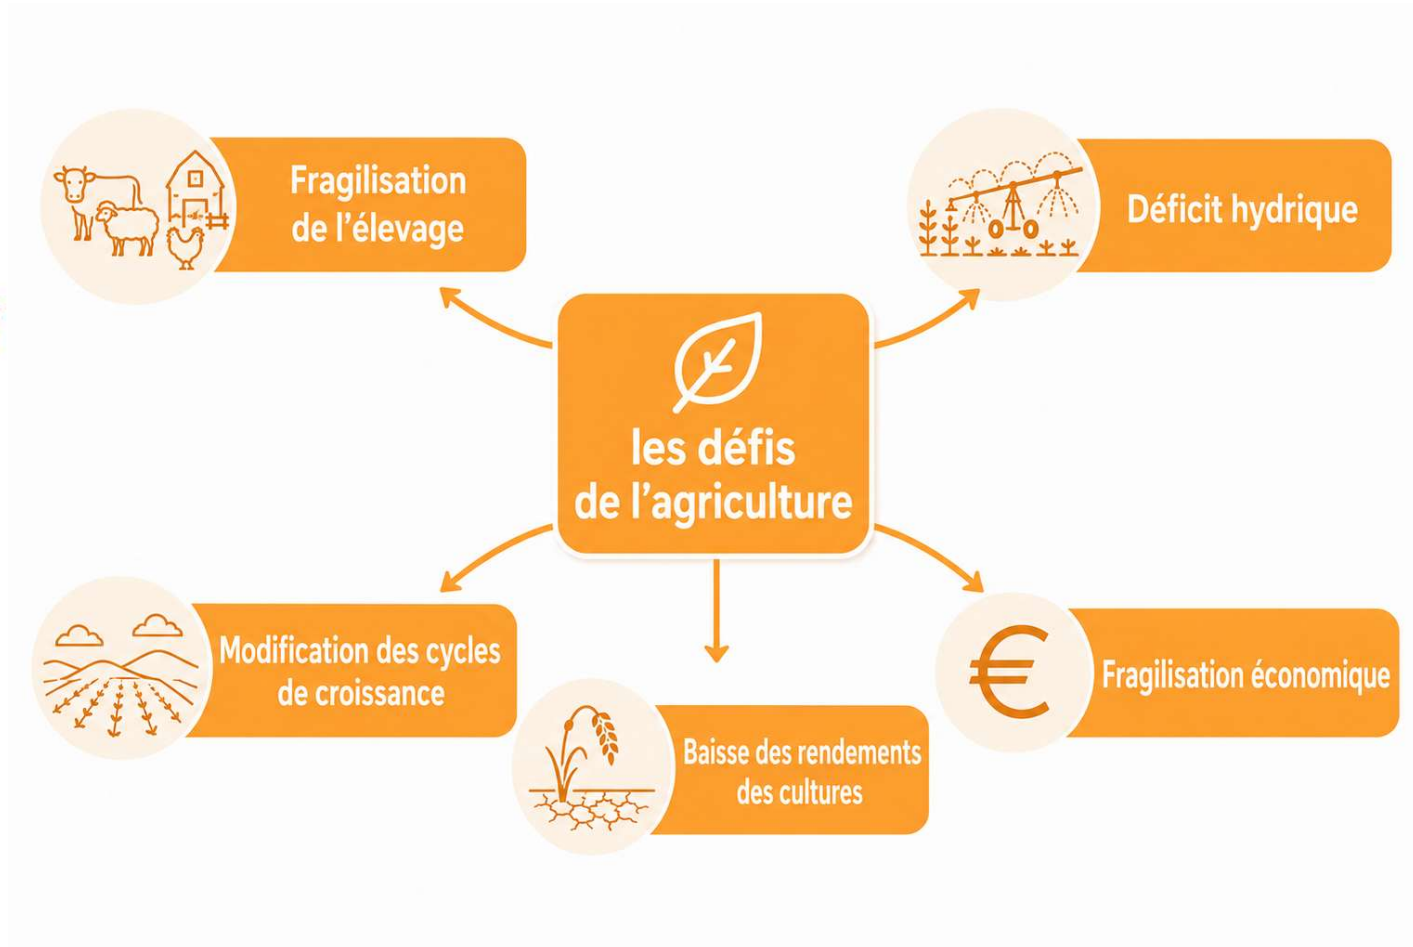 Fragilisation
de l'élevage
Déficit hydrique
les défis
de l'agriculture
Modification des cycles
de croissance
Fragilisation économique
Baisse des rendements
des cultures
€